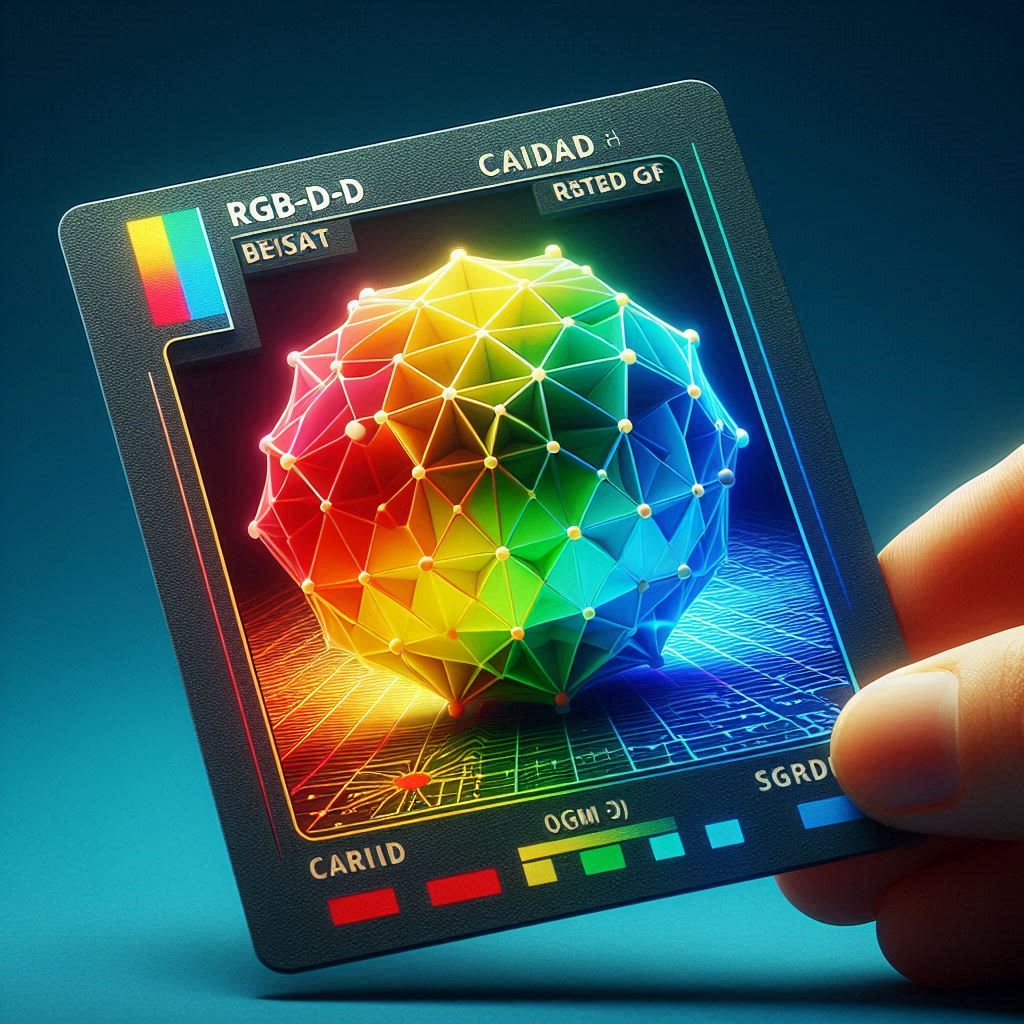 RGB-D-D
CAIDAD
BEISAT
RSTED GF
OGM :)
SGRD
CARIID